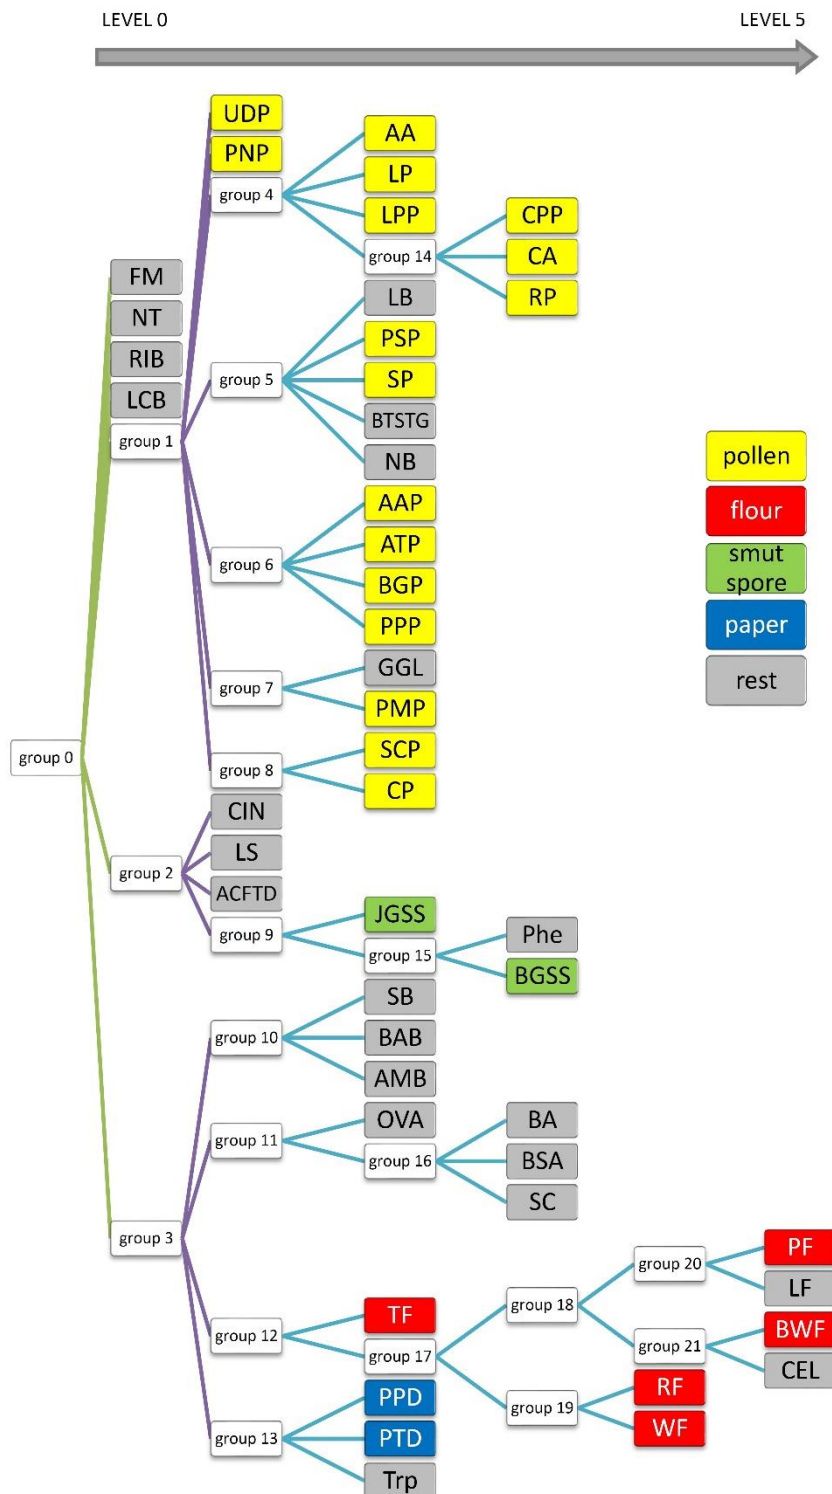 LEVEL 0
LEVEL 5
UDP
PNP
group 4
AA
LP
LPP
group 14
CPP
CA
RP
FM
NT
RIB
LCB
group 1
group 5
LB
PSP
SP
BTSTG
NB
group 6
AAP
ATP
BGP
PPP
group 7
GGL
PMP
group 8
SCP
CP
pollen
flour
smut
spore
paper
rest
group 0
group 2
CIN
LS
ACFTD
group 9
JGSS
group 15
Phe
BGSS
group 3
group 10
SB
BAB
AMB
group 11
OVA
group 16
BA
BSA
SC
group 12
TF
group 17
group 18
group 20
PF
LF
group 21
BWF
CEL
group 19
RF
WF
group 13
PPD
PTD
Trp